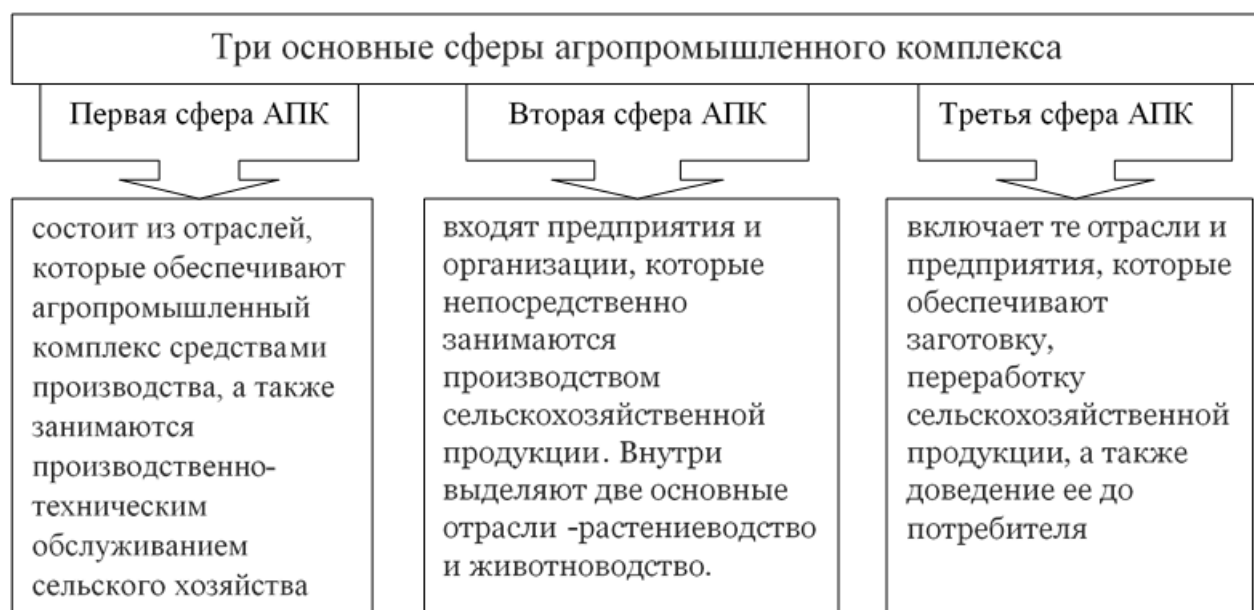 Три основные сферы агропромышленного комплекса
Первая сфера АПК
Вторая сфера АПК
Третья сфера АПК
состоит из отраслей,
которые обеспечивают
агропромышленный
комплекс средствами
производства, а также
занимаются
производственно-
техническим
обслуживанием
сельского хозяйства
входят предприятия и
организации, которые
непосредственно
занимаются
производством
сельскохозяйственной
продукции. Внутри
выделяют две основные
отрасли -растениеводство
и животноводство.
включает те отрасли и
предприятия, которые
обеспечивают
заготовку,
переработку
сельскохозяйственной
продукции, а также
доведение ее до
потребителя